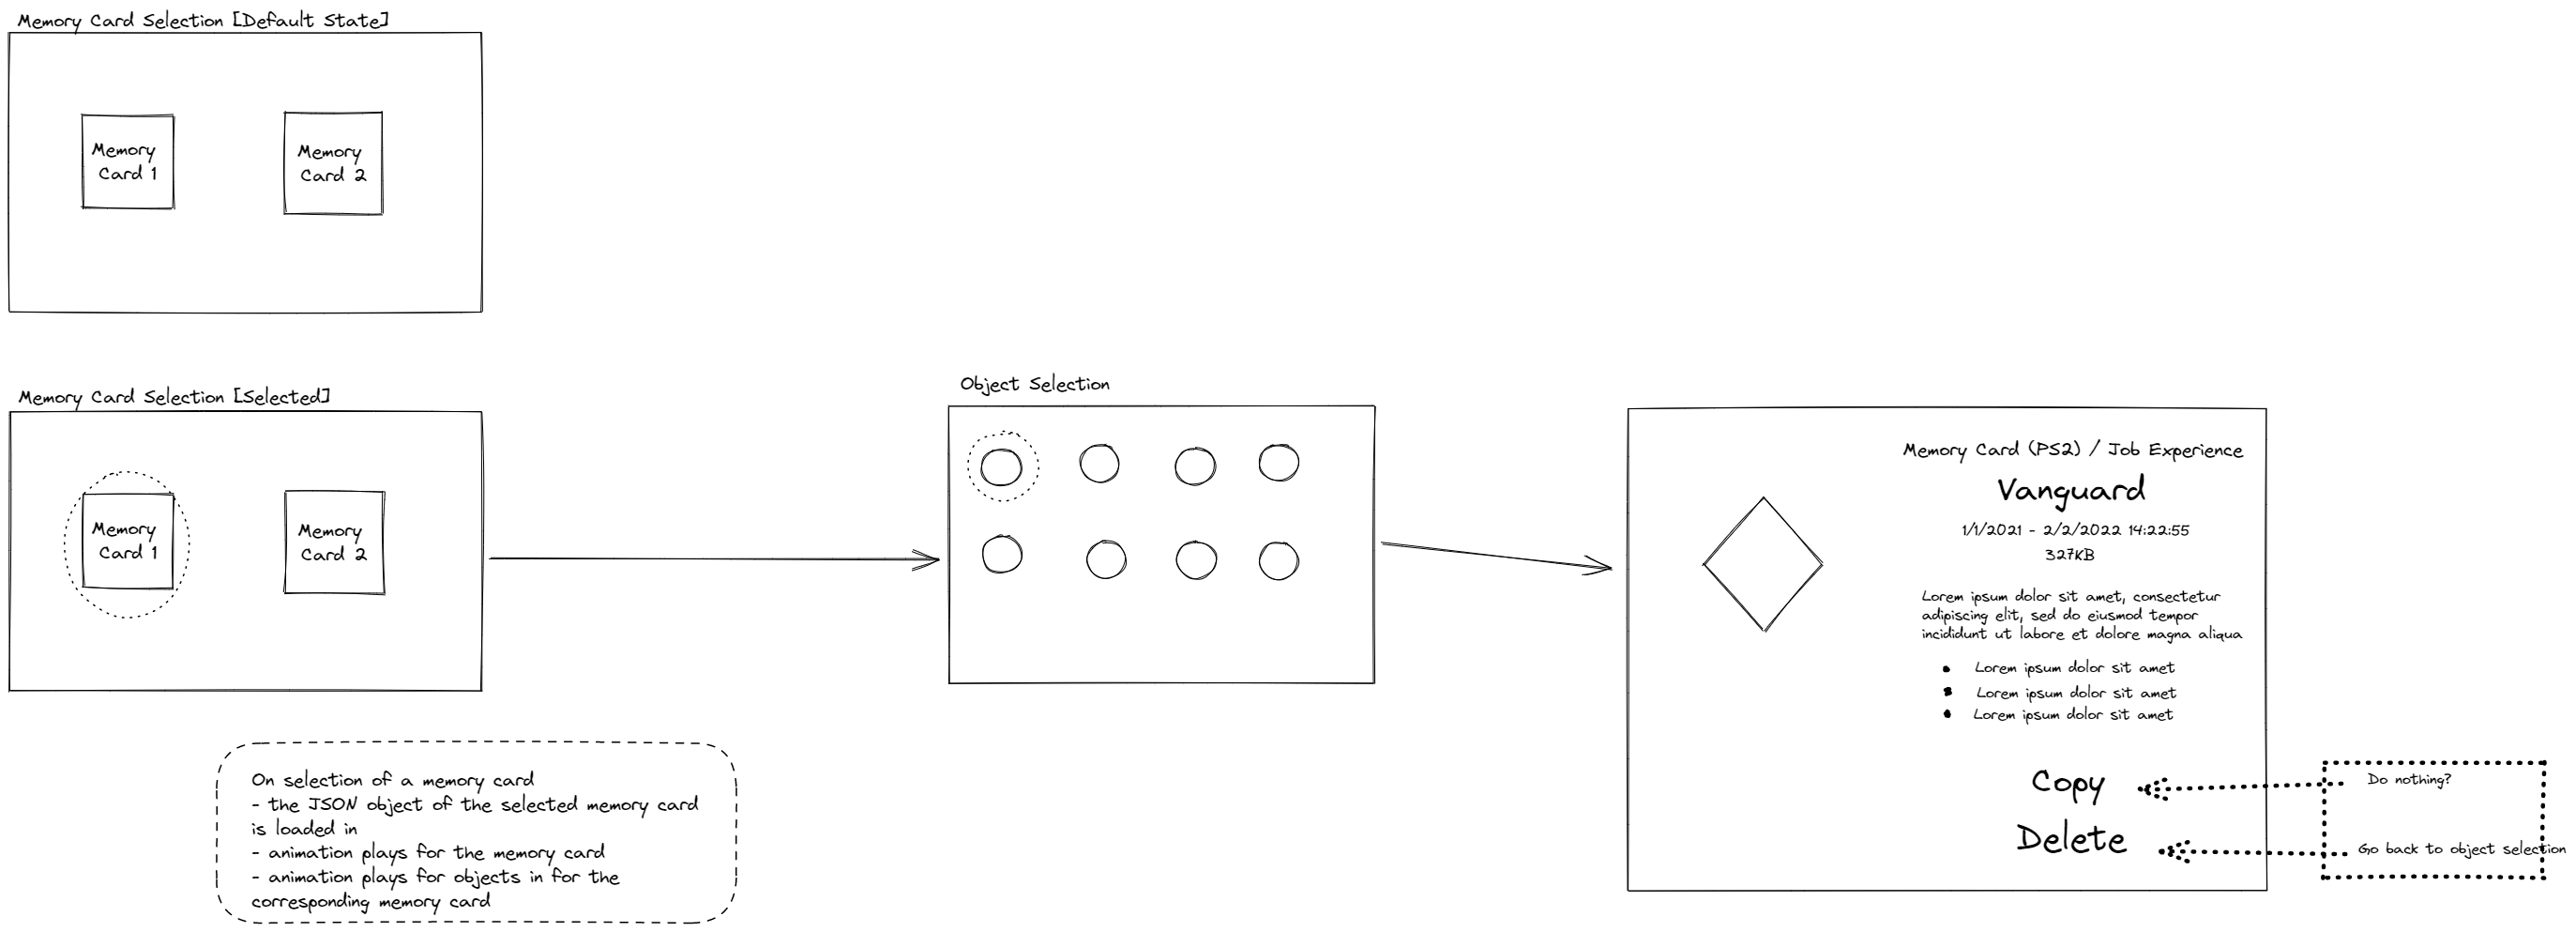 Memory Card Selection [Default State]
Memory
Card 1
Memory
Card 2
Memory Card Selection [Selected]
Memory
Card 1
Memory
Card 2
On selection of a memory card
- the JSON object of the selected memory card
is loaded in
- animation plays for the memory card
- animation plays for objects in for the
corresponding memory card
Object Selection
Memory Card (PS2) / Job Experience
Vanguard
1/1/2021 - 2/2/2022 14:22:55
327KB
Lorem ipsum dolor sit amet, consectetur
adipiscing elit, sed do eiusmod tempor
incididunt ut labore et dolore magna aliqua
• Lorem ipsum dolor sit amet
• Lorem ipsum dolor sit amet
• Lorem ipsum dolor sit amet
Copy
Delete
Do nothing?
Go back to object selection